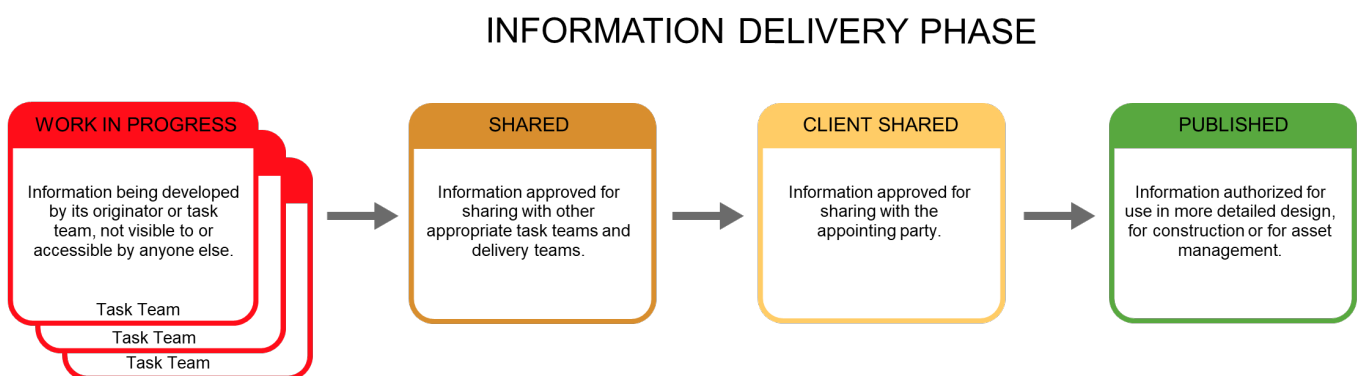 INFORMATION DELIVERY PHASE
WORK IN PROGRESS
Information being developed
by its originator or task
team, not visible to or
accessible by anyone else.
Task Team
Task Team
Task Team
SHARED
Information approved for
sharing with other
appropriate task teams and
delivery teams.
CLIENT SHARED
Information approved for
sharing with the
appointing party.
PUBLISHED
Information authorized for
use in more detailed design,
for construction or for asset
management.